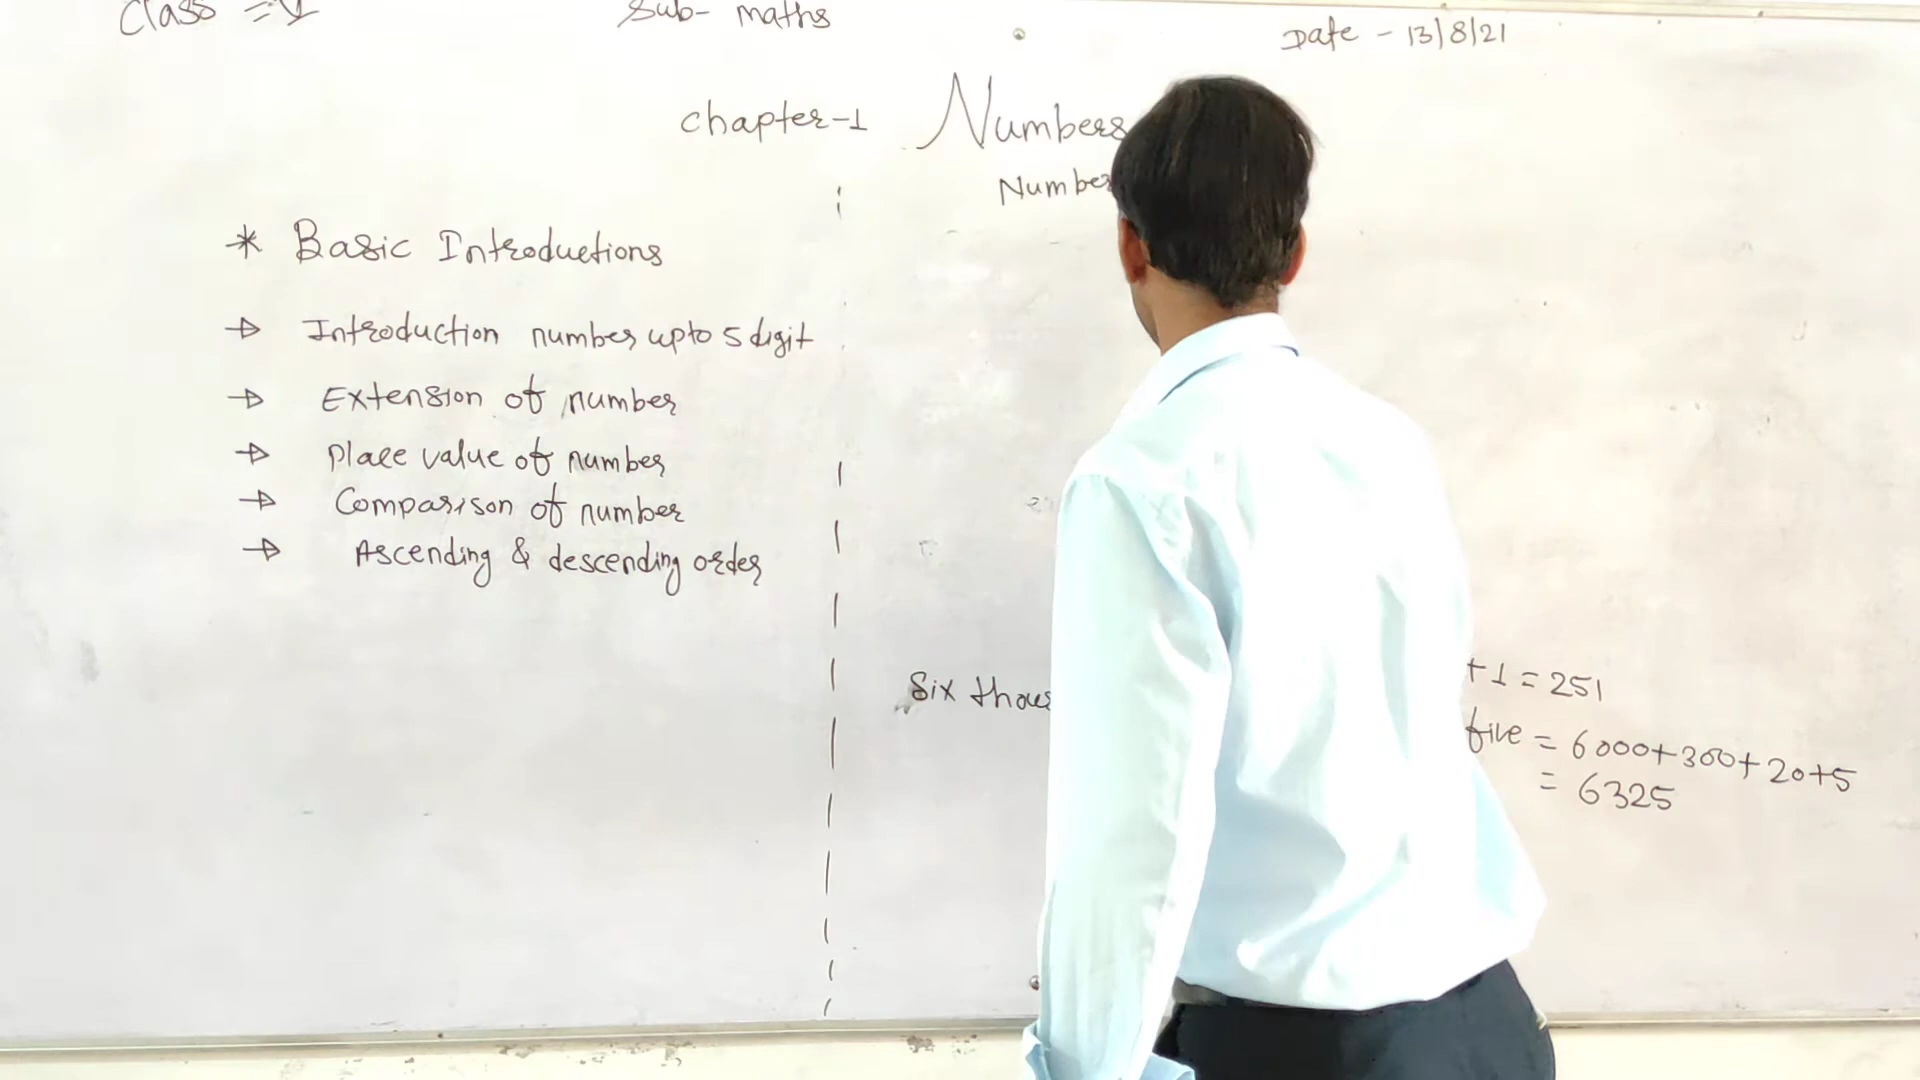 Class = V
Sub- maths
Date - 13/8/21
Chapter-1 Numbers
Number
* Basic Introductions
→ Introduction number upto 5 digit
→ Extension of number
→ Place value of number
→ Comparison of number
→ Ascending & descending order
+1 = 251
Six thous
five = 6000+300+20+5
= 6325